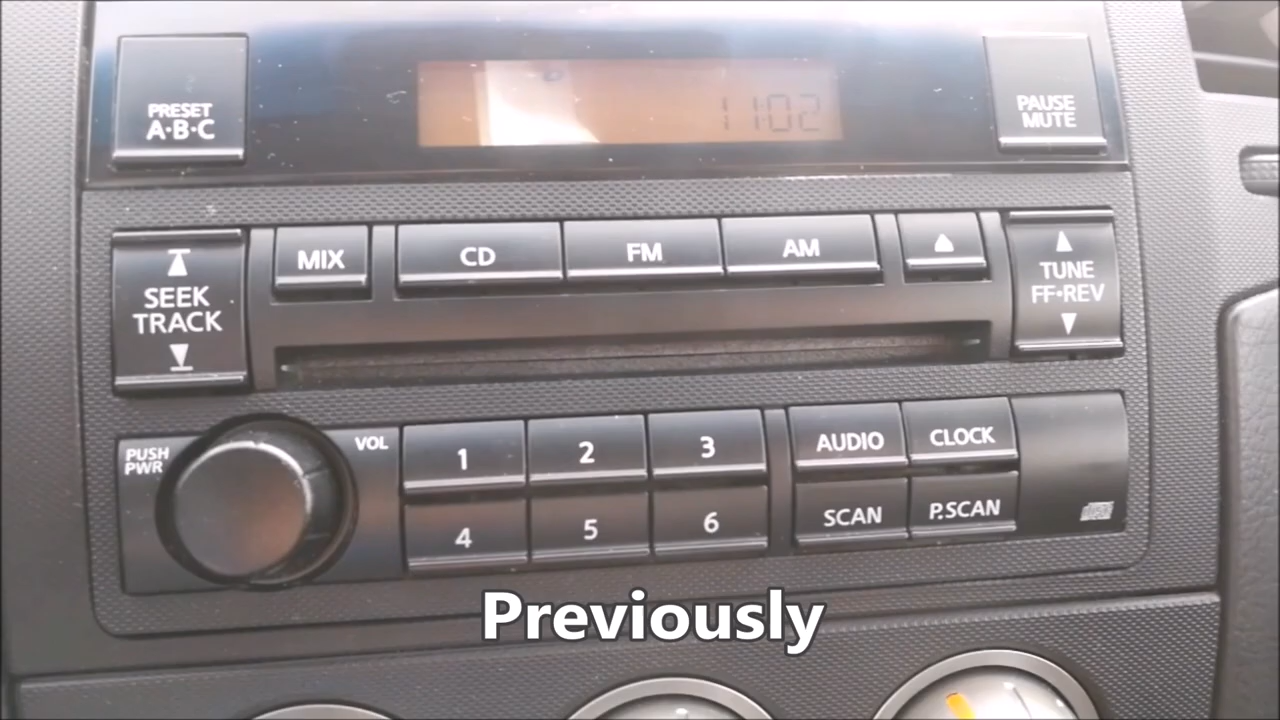 PRESET
A•B•C
11:02
PAUSE
MUTE
MIX
CD
FM
AM
SEEK
TRACK
TUNE
FF•REV
PUSH
PWR
VOL
1
2
3
AUDIO
CLOCK
4
5
6
SCAN
P.SCAN
Previously